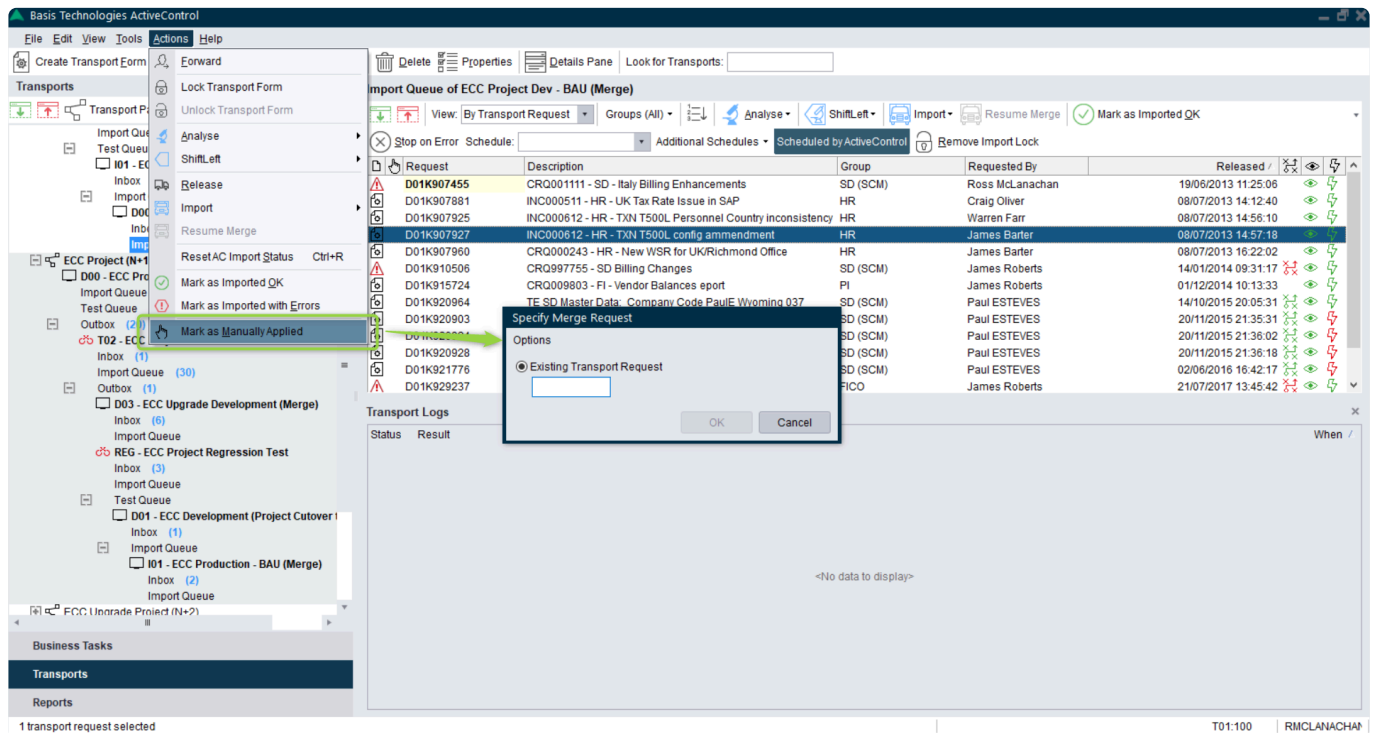 Basis Technologies ActiveControl
File Edit View Tools Actions Help
Create Transport Form
Delete Properties Details Pane Look for Transports:
Forward
Lock Transport Form
Unlock Transport Form
Analyse
ShiftLeft
Release
Import
Resume Merge
Reset AC Import Status Ctrl+R
Mark as Imported OK
Mark as Imported with Errors
Mark as Manually Applied
Transports
Transport
Import
Test
I01 - EC
Inbox
Import
D00
Imp
ECC Project (N+1
D00 - ECC
Import Queue
Test Queue
Outbox
T02 - ECC
Inbox (1)
Import Queue (30)
Outbox (1)
D03 - ECC Upgrade Development (Merge)
Inbox (6)
Import Queue
REG - ECC Project Regression Test
Inbox (3)
Import Queue
Test Queue
D01 - ECC Development (Project Cutover
Inbox (1)
Import Queue
I01 - ECC Production - BAU (Merge)
Inbox (2)
Import Queue
ECC Upgrade Project (N+2)
Business Tasks
Transports
Reports
Import Queue of ECC Project Dev - BAU (Merge)
View: By Transport Request Groups (All) Analyse ShiftLeft Import Resume Merge Mark as Imported OK
Stop on Error Schedule: Additional Schedules Scheduled by ActiveControl Remove Import Lock
Request Description Group Requested By Released
D01K907455 CRQ001111 - SD - Italy Billing Enhancements SD (SCM) Ross McLanachan 19/06/2013 11:25:06
D01K907881 INC000511 - HR - UK Tax Rate Issue in SAP HR Craig Oliver 08/07/2013 14:12:40
D01K907925 INC000612 - HR - TXN T500L Personnel Country inconsistency HR Warren Farr 08/07/2013 14:56:10
D01K907927 INC000612 - HR - TXN T500L config ammendment HR James Barter 08/07/2013 14:57:18
D01K907960 CRQ000243 - HR - New WSR for UK/Richmond Office HR James Barter 08/07/2013 16:22:02
D01K910506 CRQ997755 - SD Billing Changes SD (SCM) James Roberts 14/01/2014 09:31:17
D01K915724 CRQ009803 - FI - Vendor Balances eport PI James Roberts 01/12/2014 10:13:33
D01K920964 TE SD Master Data: Company Code PaulE Wyoming 037 SD (SCM) Paul ESTEVES 14/10/2015 20:05:31
D01K920903 SD (SCM) Paul ESTEVES 20/11/2015 21:35:31
SD (SCM) Paul ESTEVES 20/11/2015 21:36:02
D01K920928 SD (SCM) Paul ESTEVES 20/11/2015 21:36:18
D01K921776 SD (SCM) Paul ESTEVES 02/06/2016 16:42:17
D01K929237 FICO James Roberts 21/07/2017 13:45:42
Specify Merge Request
Options
Existing Transport Request
OK Cancel
Transport Logs
Status Result When
<No data to display>
1 transport request selected T01:100 RMCLANACHAN